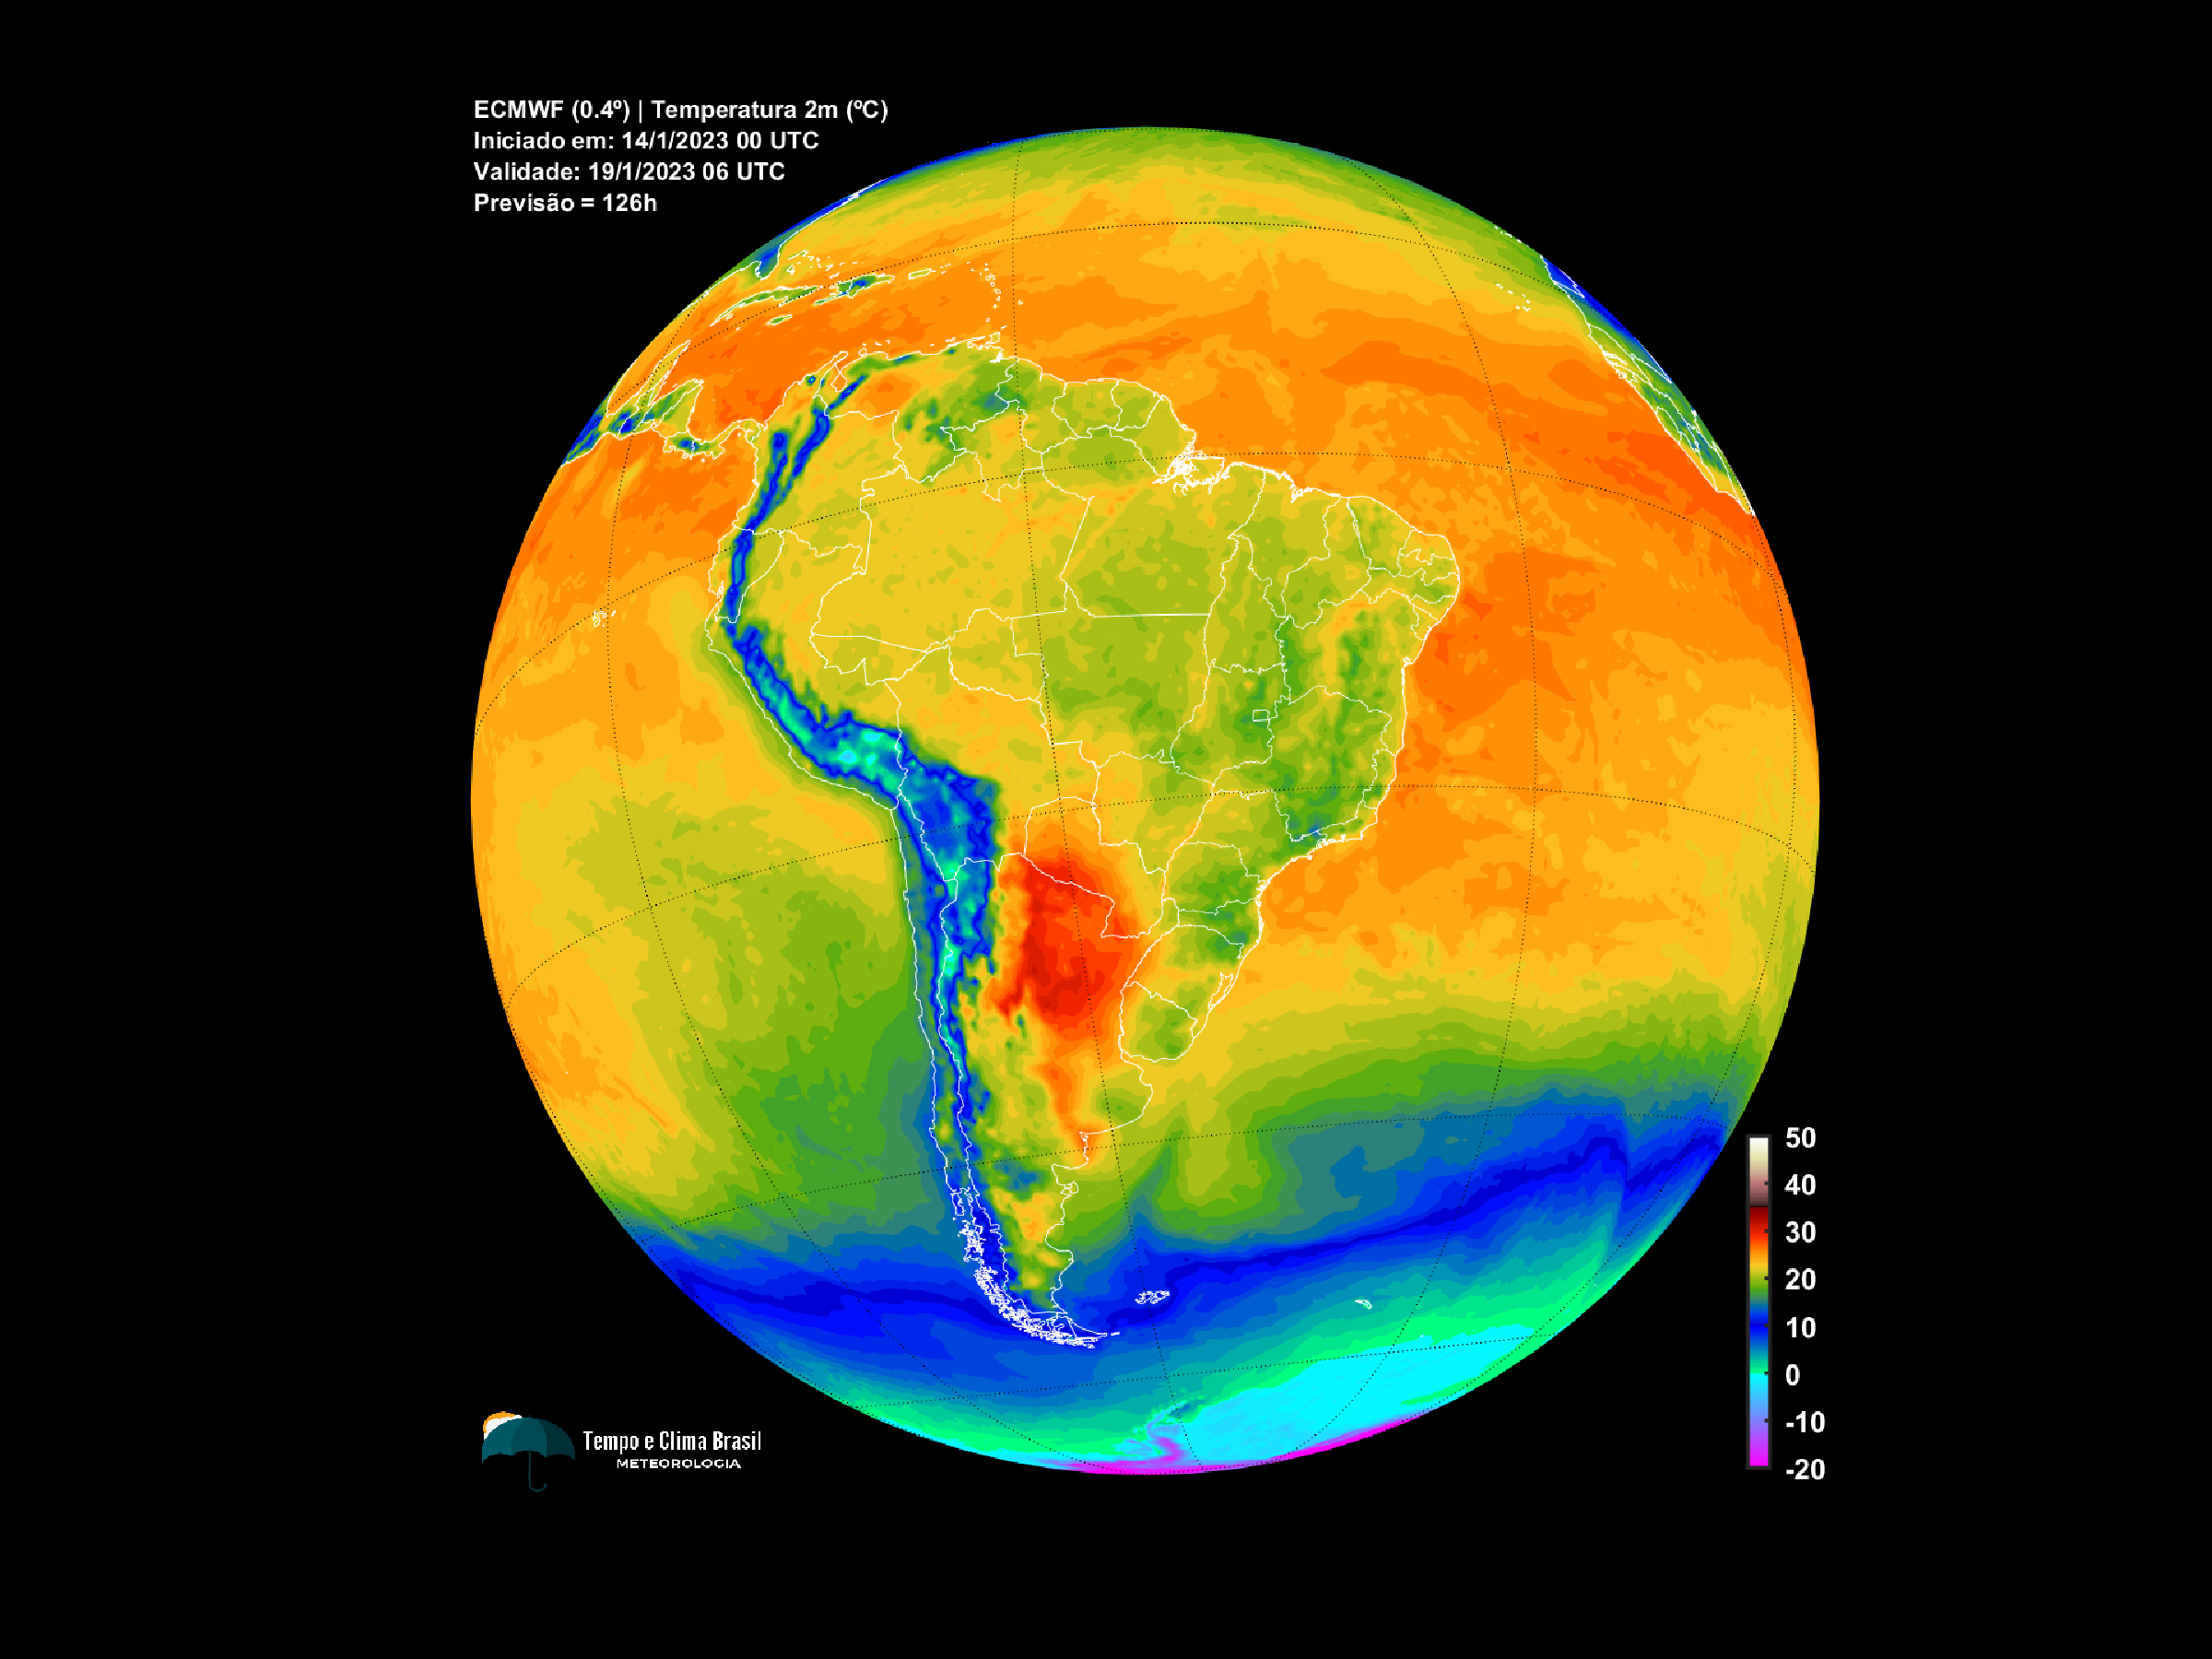 ECMWF (0.4º) | Temperatura 2m (ºC)
Iniciado em: 14/1/2023 00 UTC
Validade: 19/1/2023 06 UTC
Previsão = 126h
50
40
30
20
10
0
-10
-20
Tempo e Clima Brasil
METEOROLOGIA